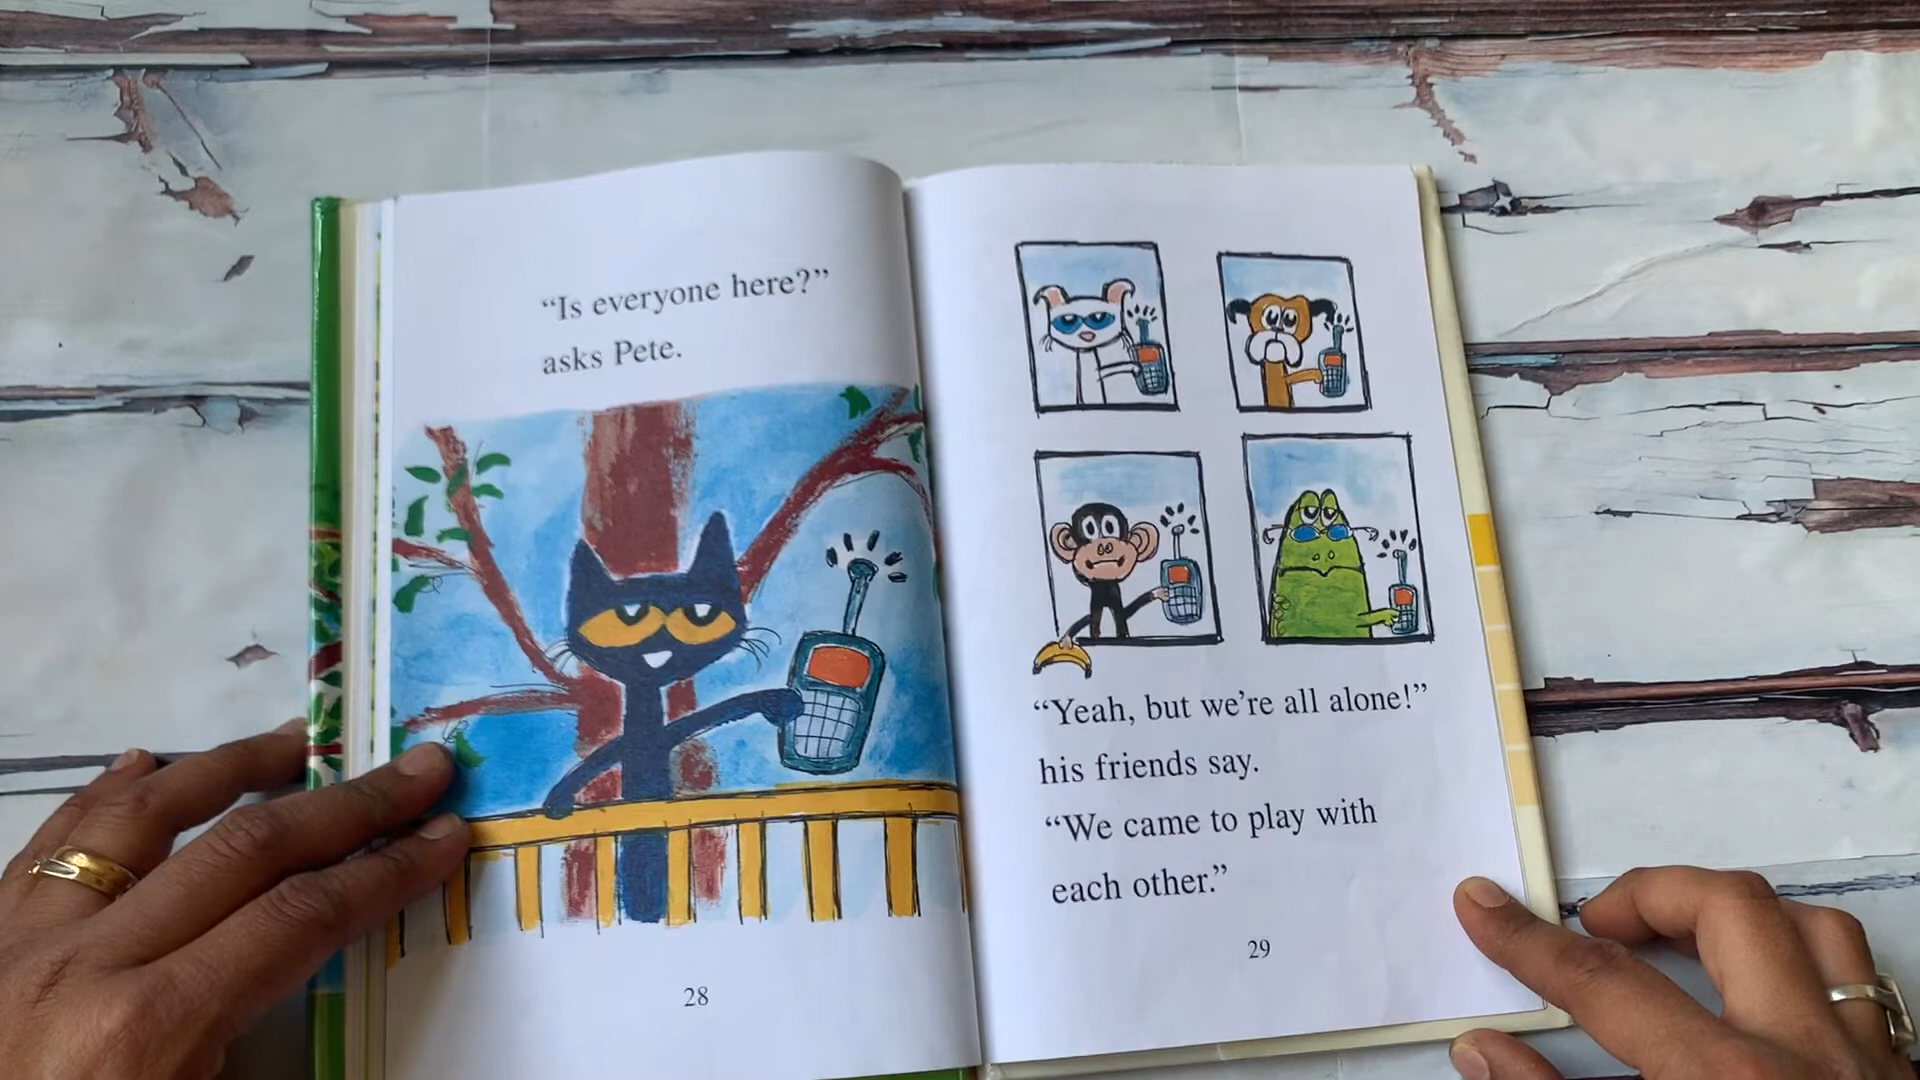 “Is everyone here?”
asks Pete.
28
“Yeah, but we’re all alone!”
his friends say.
“We came to play with
each other.”
29